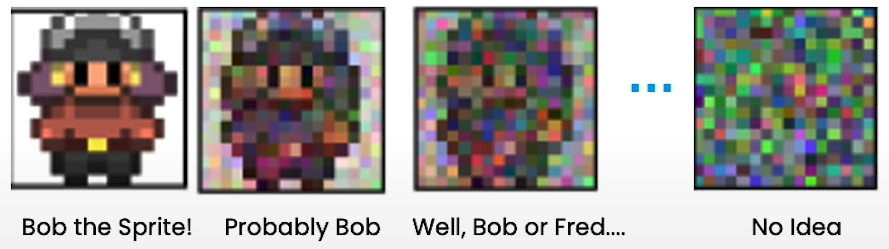 Bob the Sprite!
Probably Bob
Well, Bob or Fred....
No Idea